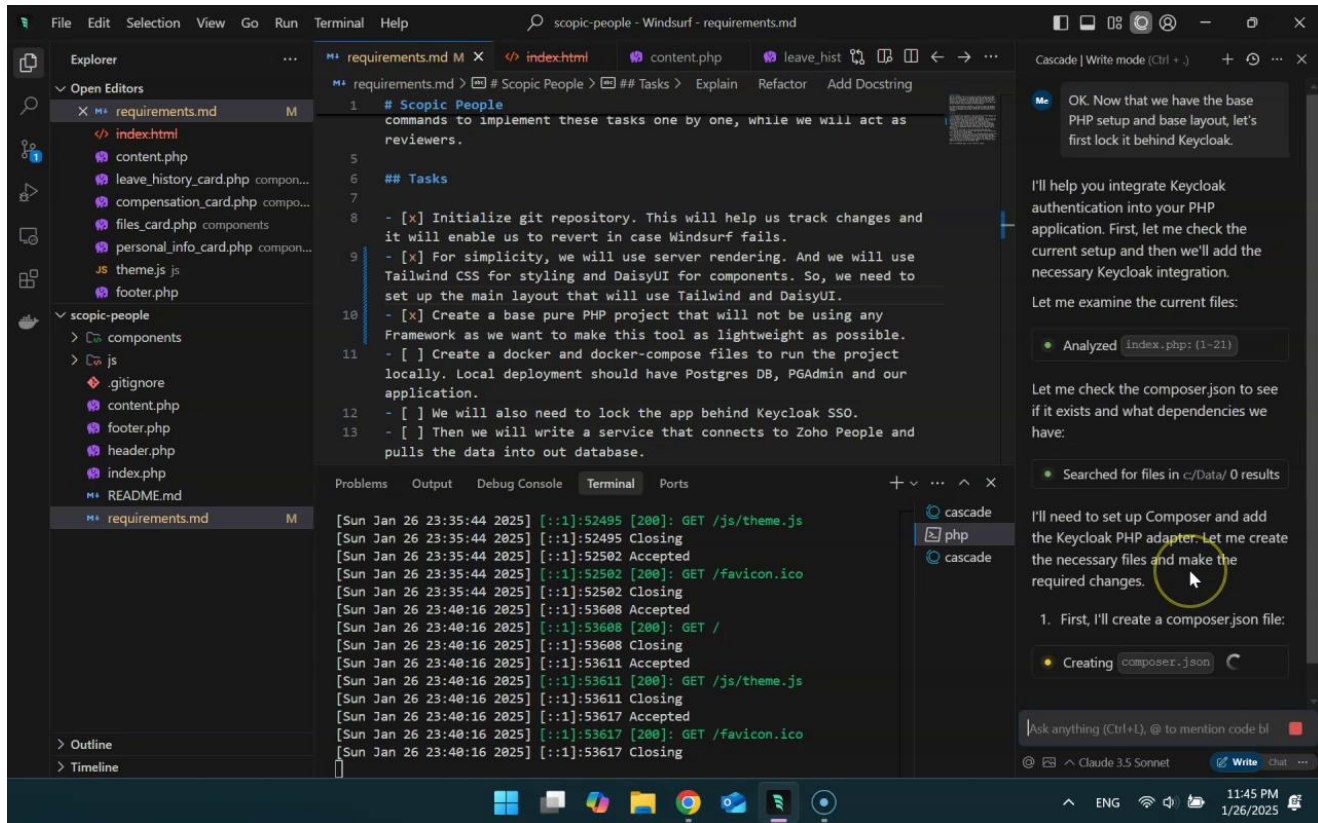 File Edit Selection View Go Run Terminal Help scopic-people - Windsurf - requirements.md
Explorer
Open Editors
requirements.md M
index.html
content.php
leave_history_card.php compon...
compensation_card.php compo...
files_card.php components
personal_info_card.php compon...
JS theme.js js
footer.php
scopic-people
components
js
.gitignore
content.php
footer.php
header.php
index.php
README.md
requirements.md M
Outline
Timeline
requirements.md M index.html content.php leave_hist
requirements.md > # Scopic People > ## Tasks > Explain Refactor Add Docstring
1 # Scopic People
commands to implement these tasks one by one, while we will act as
reviewers.
5
6 ## Tasks
7
8 - [x] Initialize git repository. This will help us track changes and
it will enable us to revert in case Windsurf fails.
9 - [x] For simplicity, we will use server rendering. And we will use
Tailwind CSS for styling and DaisyUI for components. So, we need to
set up the main layout that will use Tailwind and DaisyUI.
10 - [x] Create a base pure PHP project that will not be using any
Framework as we want to make this tool as lightweight as possible.
11 - [ ] Create a docker and docker-compose files to run the project
locally. Local deployment should have Postgres DB, PGAdmin and our
application.
12 - [ ] We will also need to lock the app behind Keycloak SSO.
13 - [ ] Then we will write a service that connects to Zoho People and
pulls the data into out database.
Problems Output Debug Console Terminal Ports
[Sun Jan 26 23:35:44 2025] [::1]:52495 [200]: GET /js/theme.js
[Sun Jan 26 23:35:44 2025] [::1]:52495 Closing
[Sun Jan 26 23:35:44 2025] [::1]:52502 Accepted
[Sun Jan 26 23:35:44 2025] [::1]:52502 [200]: GET /favicon.ico
[Sun Jan 26 23:35:44 2025] [::1]:52502 Closing
[Sun Jan 26 23:40:16 2025] [::1]:53608 Accepted
[Sun Jan 26 23:40:16 2025] [::1]:53608 [200]: GET /
[Sun Jan 26 23:40:16 2025] [::1]:53608 Closing
[Sun Jan 26 23:40:16 2025] [::1]:53611 Accepted
[Sun Jan 26 23:40:16 2025] [::1]:53611 [200]: GET /js/theme.js
[Sun Jan 26 23:40:16 2025] [::1]:53611 Closing
[Sun Jan 26 23:40:16 2025] [::1]:53617 Accepted
[Sun Jan 26 23:40:16 2025] [::1]:53617 [200]: GET /favicon.ico
[Sun Jan 26 23:40:16 2025] [::1]:53617 Closing
cascade
php
cascade
Cascade | Write mode (Ctrl + .)
Me OK. Now that we have the base
PHP setup and base layout, let's
first lock it behind Keycloak.
I'll help you integrate Keycloak
authentication into your PHP
application. First, let me check the
current setup and then we'll add the
necessary Keycloak integration.
Let me examine the current files:
Analyzed index.php:(1-21)
Let me check the composer.json to see
if it exists and what dependencies we
have:
Searched for files in c:/Data/ 0 results
I'll need to set up Composer and add
the Keycloak PHP adapter. Let me create
the necessary files and make the
required changes.
1. First, I'll create a composer.json file:
Creating composer.json
Ask anything (Ctrl+L), @ to mention code bl
@ Claude 3.5 Sonnet Write Chat ...
ENG 11:45 PM
1/26/2025